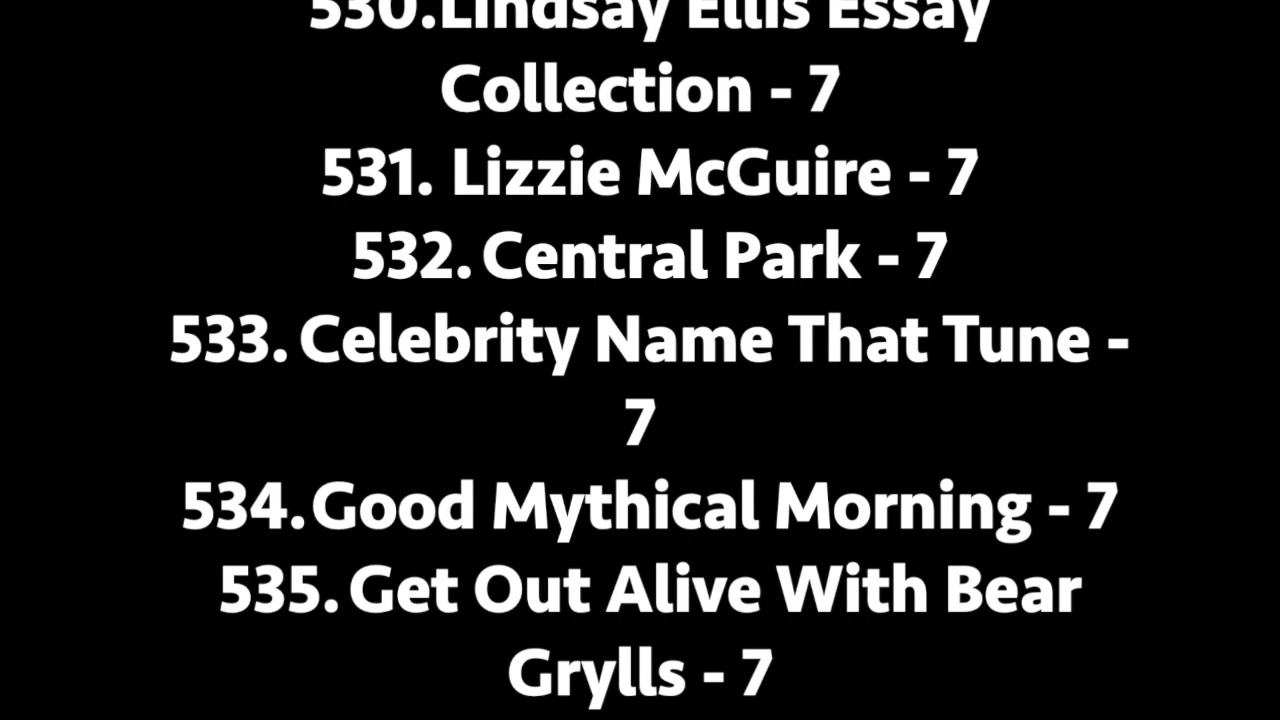 530.Lindsay Ellis Essay
Collection - 7
531. Lizzie McGuire - 7
532. Central Park - 7
533. Celebrity Name That Tune -
7
534.Good Mythical Morning - 7
535. Get Out Alive With Bear
Grylls - 7